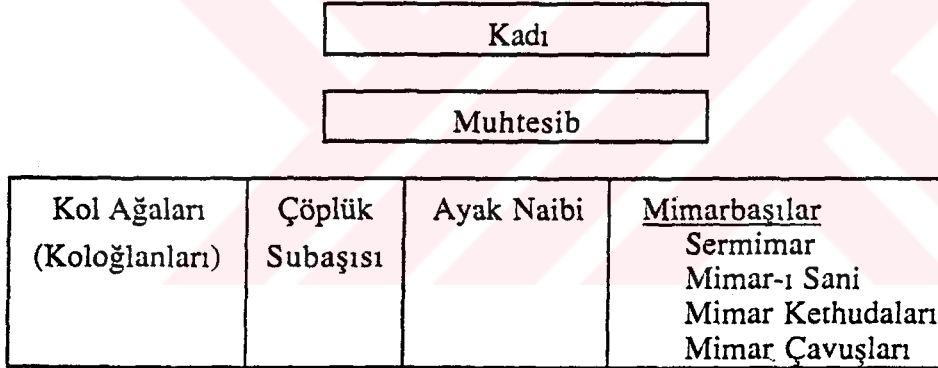 Kadı
Muhtesib
Kol Ağaları
(Koloğlanları)
Çöplük
Subaşısı
Ayak Naibi
Mimarbaşılar
Sermimar
Mimar-ı Sani
Mimar Kethudaları
Mimar Çavuşları